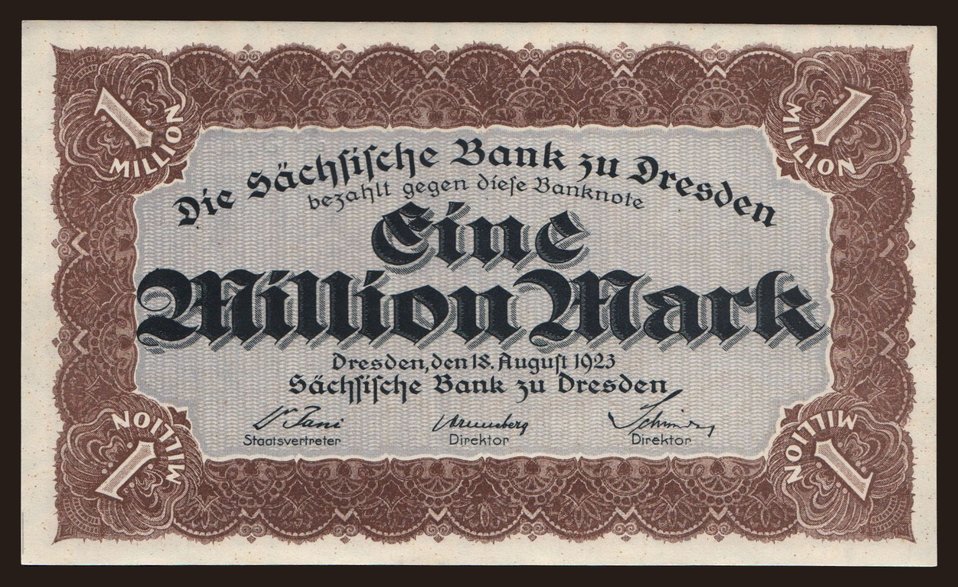 1 MILLION
1 MILLION
Die Sächsische Bank zu Dresden
bezahlt gegen diese Banknote
Eine
Million Mark
Dresden, den 18. August 1923
Sächsische Bank zu Dresden
Staatsvertreter
Direktor
Direktor
1 MILLION
1 MILLION